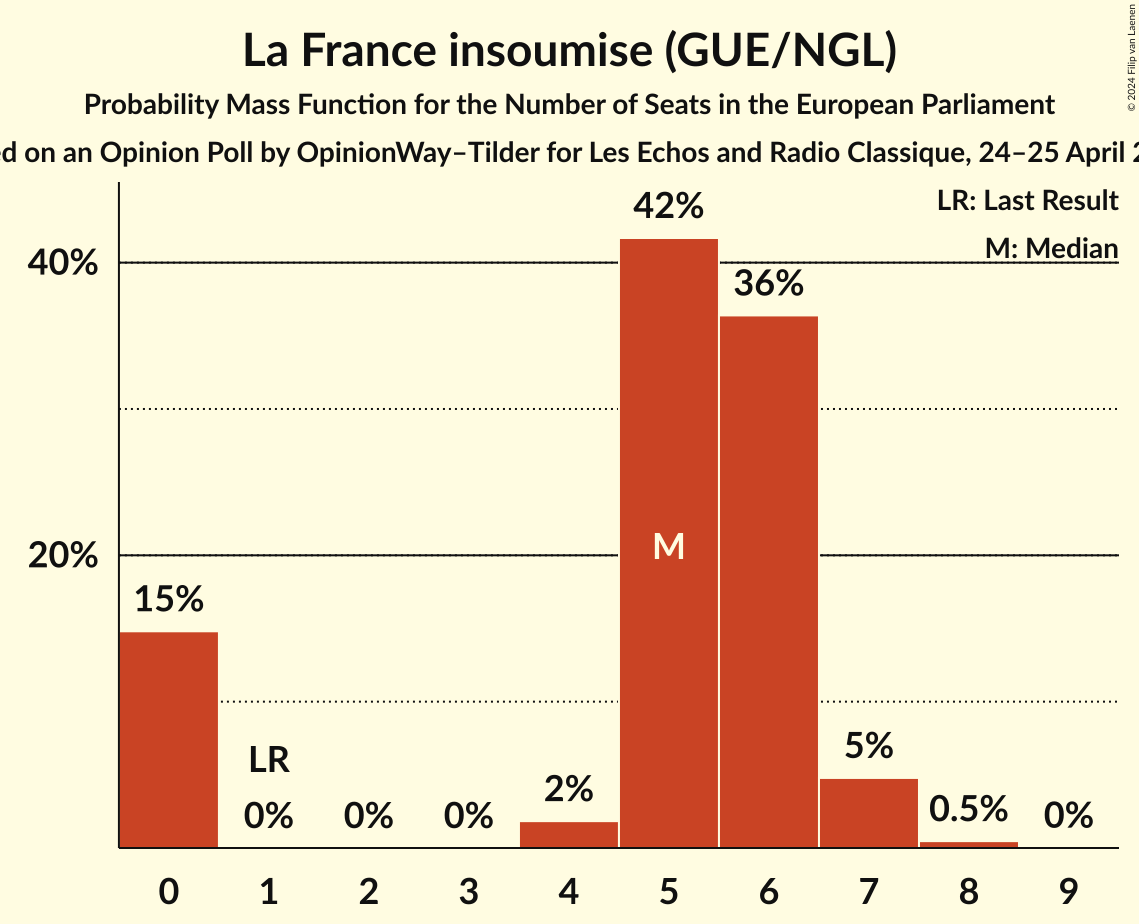 La France insoumise (GUE/NGL)
Probability Mass Function for the Number of Seats in the European Parliament
on an Opinion Poll by OpinionWay–Tilder for Les Echos and Radio Classique, 24–25 April
© 2024 Filip van Laenen
LR: Last Result
M: Median
42%
40%
36%
20%
M
15%
LR
5%
2%
0.5%
0%
0%
0%
0%
0 1 2 3 4 5 6 7 8 9